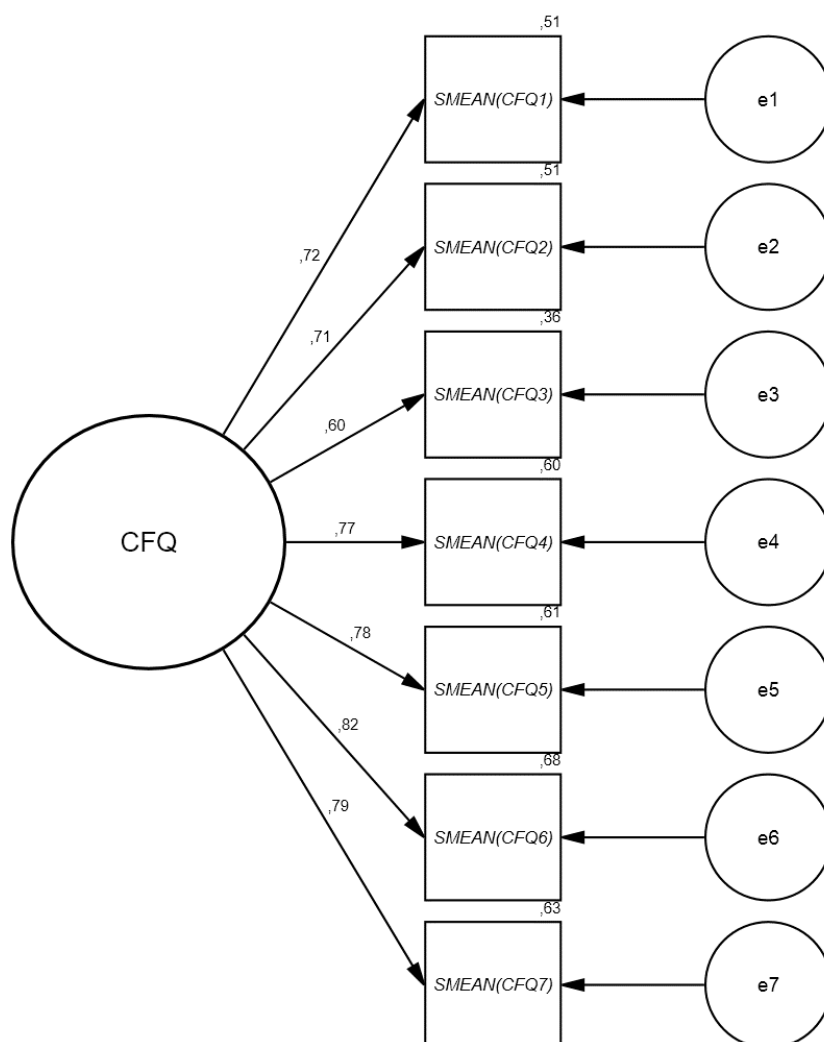 ,51
SMEAN(CFQ1)
e1
,72
,51
SMEAN(CFQ2)
e2
,71
,36
SMEAN(CFQ3)
e3
,60
,60
CFQ
,77
SMEAN(CFQ4)
e4
,61
,78
SMEAN(CFQ5)
e5
,82
,68
,79
SMEAN(CFQ6)
e6
,63
SMEAN(CFQ7)
e7